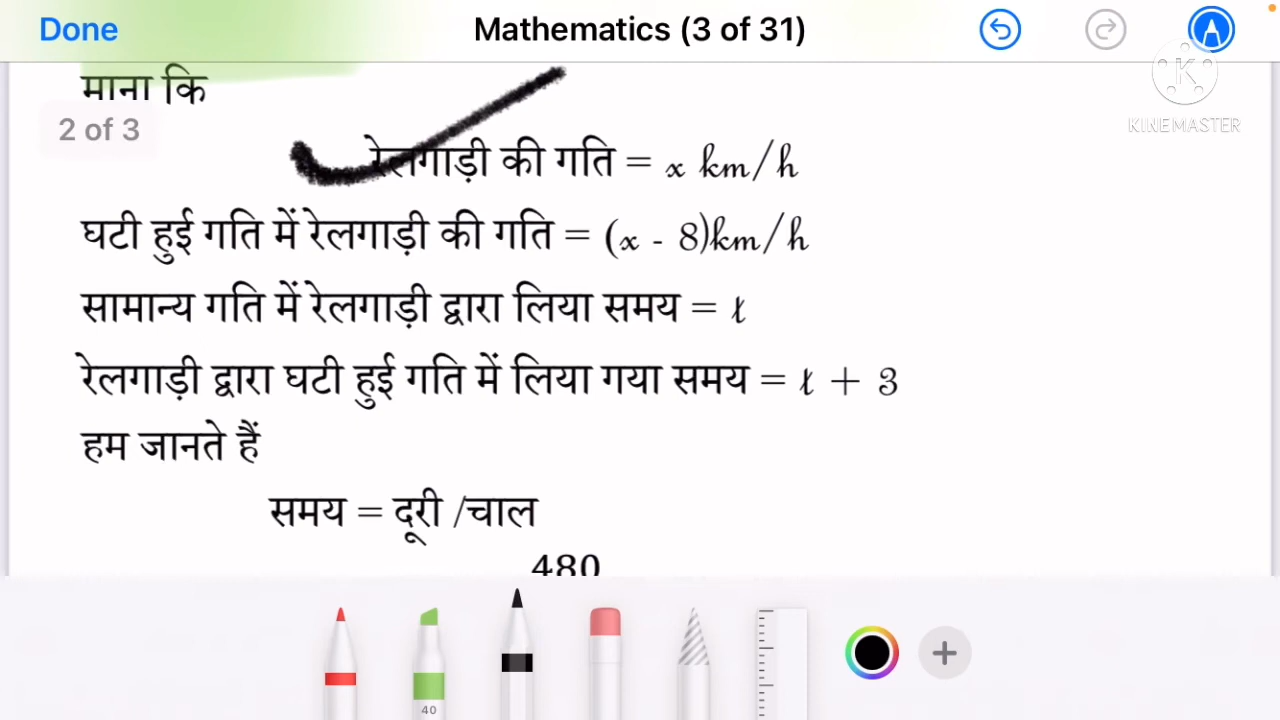 Done Mathematics (3 of 31)
माना कि
2 of 3
KINEMASTER
रेलगाड़ी की गति = x km/h
घटी हुई गति में रेलगाड़ी की गति = (x - 8)km/h
सामान्य गति में रेलगाड़ी द्वारा लिया समय = t
रेलगाड़ी द्वारा घटी हुई गति में लिया गया समय = t + 3
हम जानते हैं
समय = दूरी /चाल
480
40